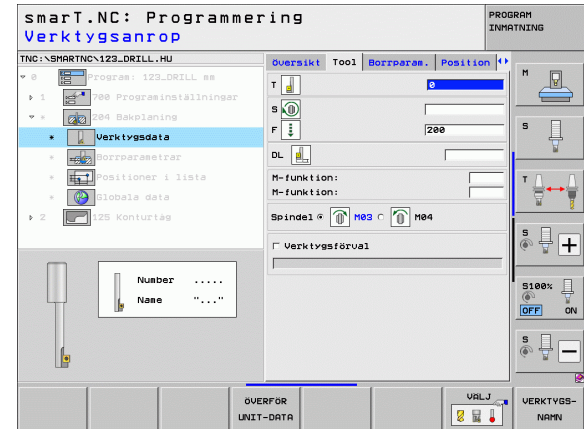 smarT.NC: Programmering
Verktygsanrop
PROGRAM
INMATNING
TNC:\SMARTNC\123_DRILL.HU
0 Program: 123_DRILL mm
1 700 Programinställningar
* 204 Bakplaning
* Verktygsdata
* Borrparametrar
* Positioner i lista
* Globala data
2 125 Konturtåg
Number .....
Name "..."
Översikt Tool Borrparam. Position
T 0
S
F 200
DL
M-funktion:
M-funktion:
Spindel M03 M04
Verktygsförval
M
S
T
S
S100%
OFF ON
S
ÖVERFÖR
UNIT-DATA
VÄLJ
VERKTYGS-
NAMN